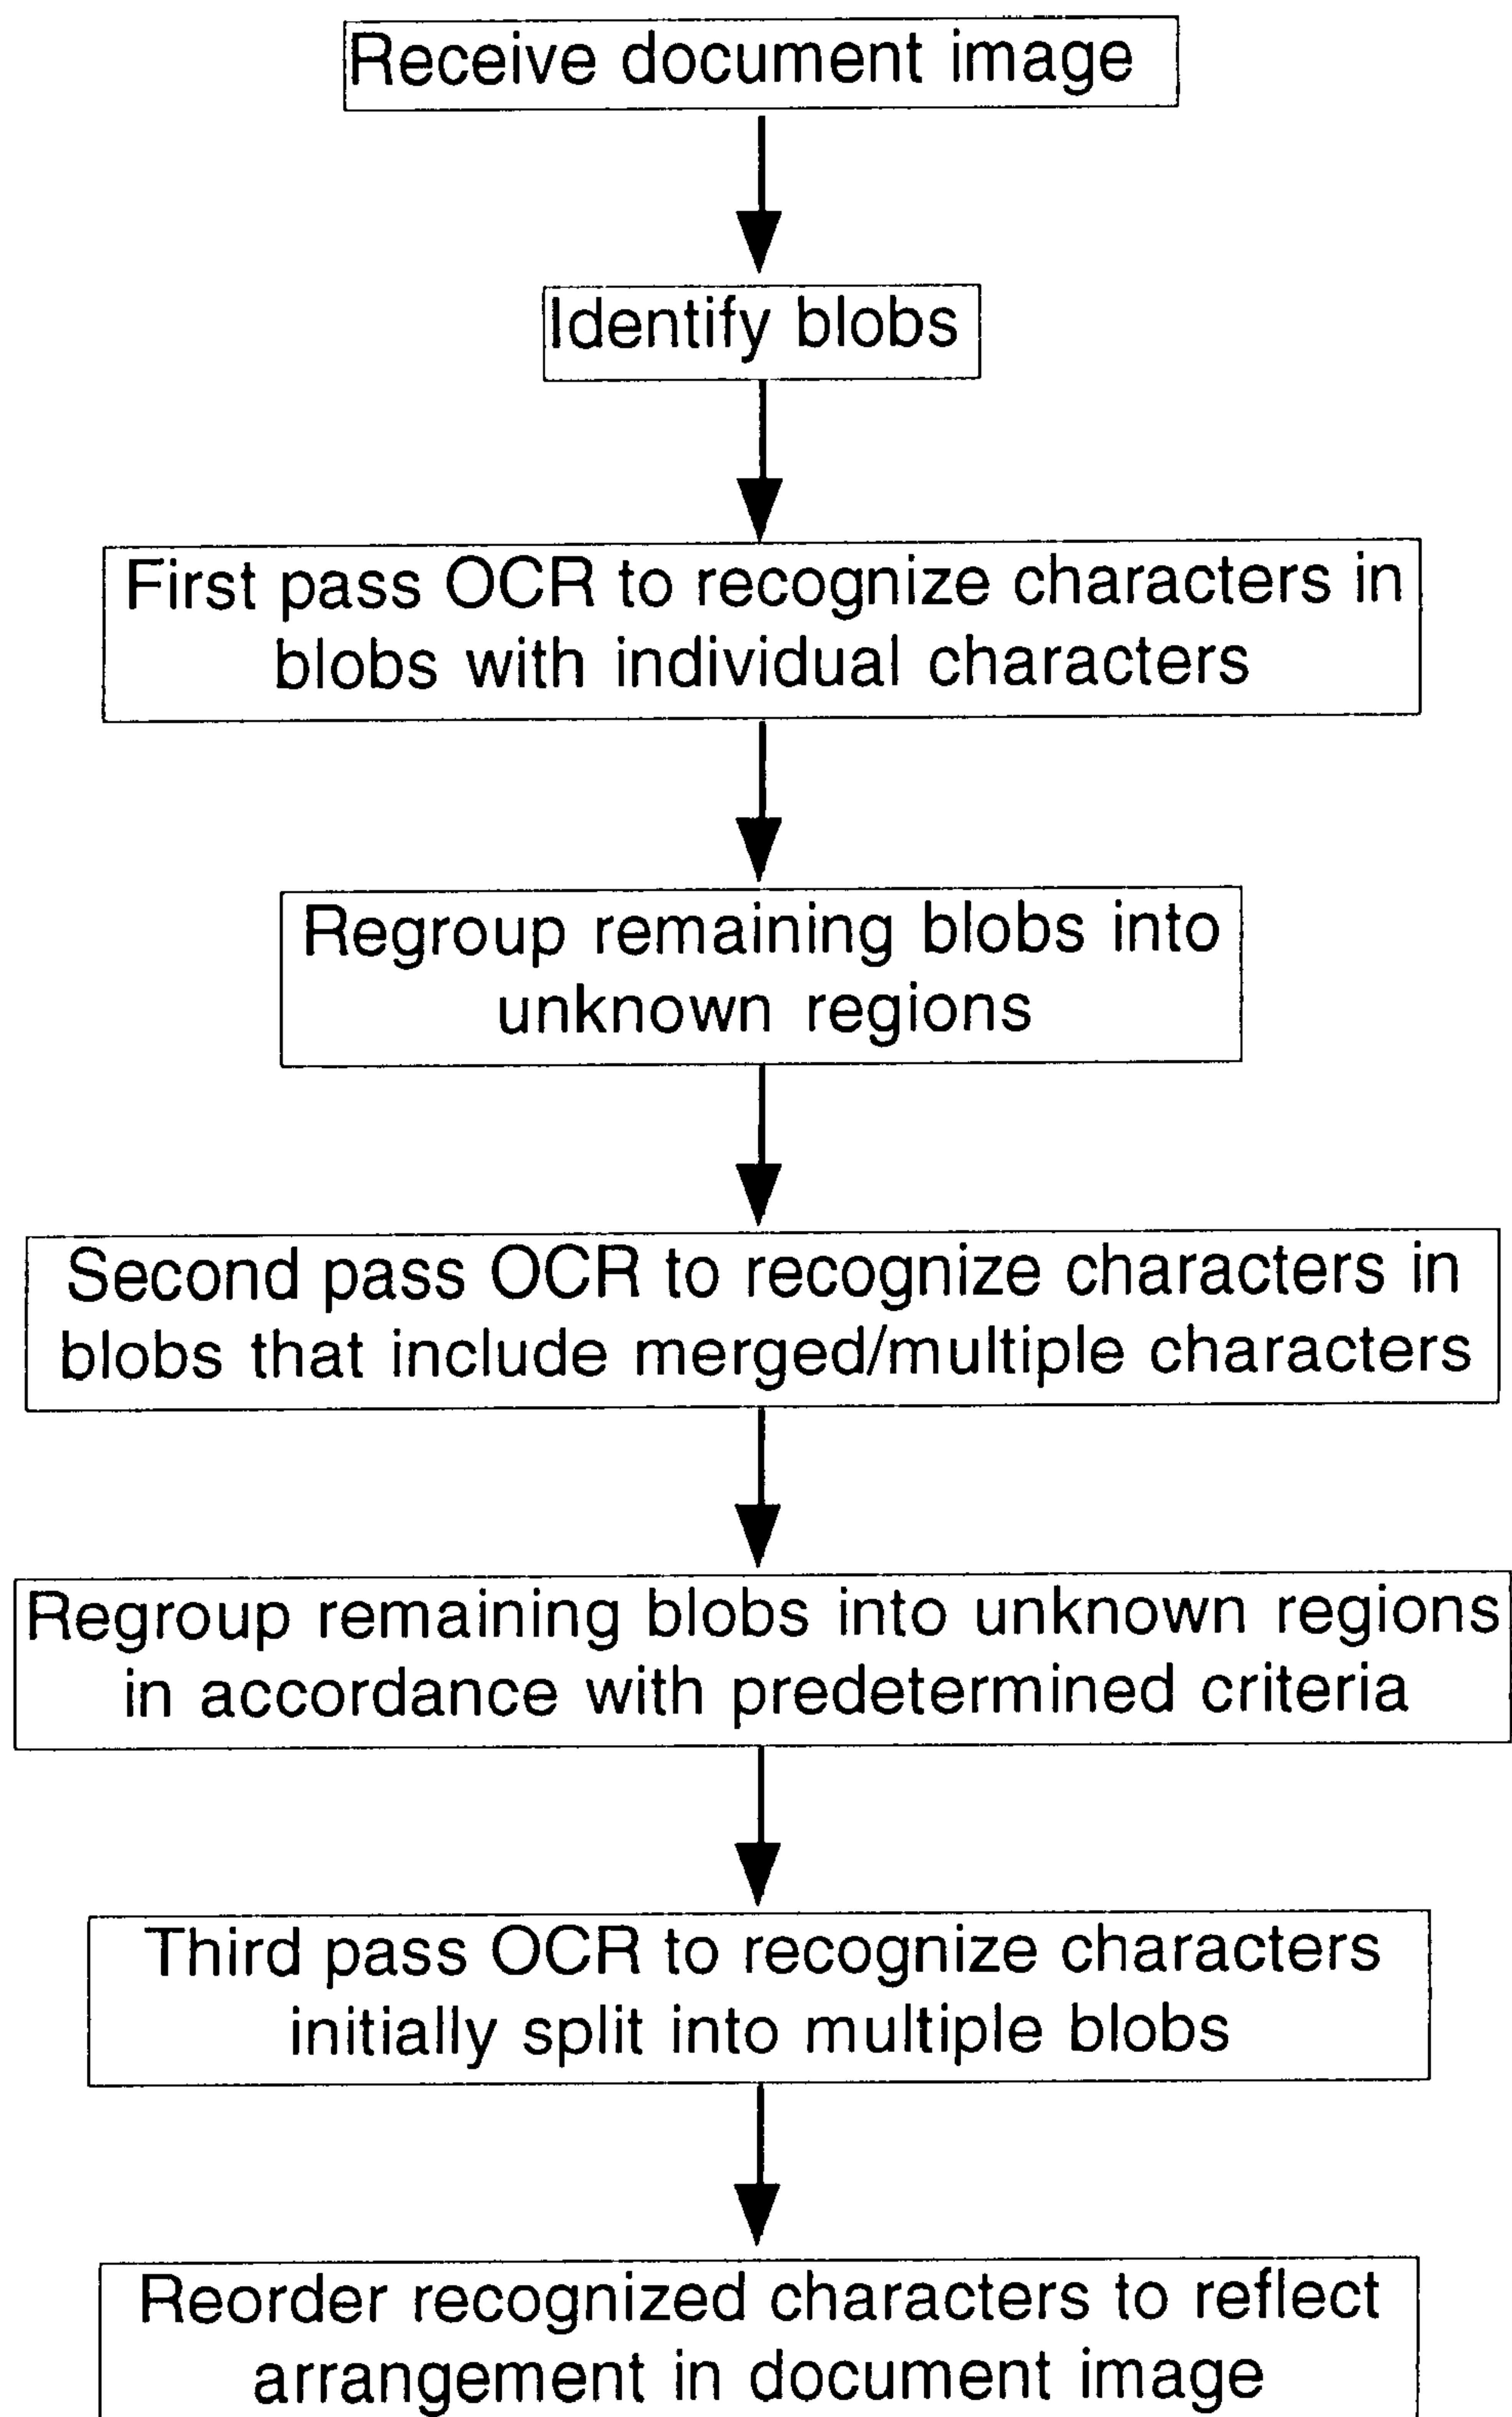 Receive document image
Identify blobs
First pass OCR to recognize characters in
blobs with individual characters
Regroup remaining blobs into
unknown regions
Second pass OCR to recognize characters in
blobs that include merged/multiple characters
Regroup remaining blobs into unknown regions
in accordance with predetermined criteria
Third pass OCR to recognize characters
initially split into multiple blobs
Reorder recognized characters to reflect
arrangement in document image